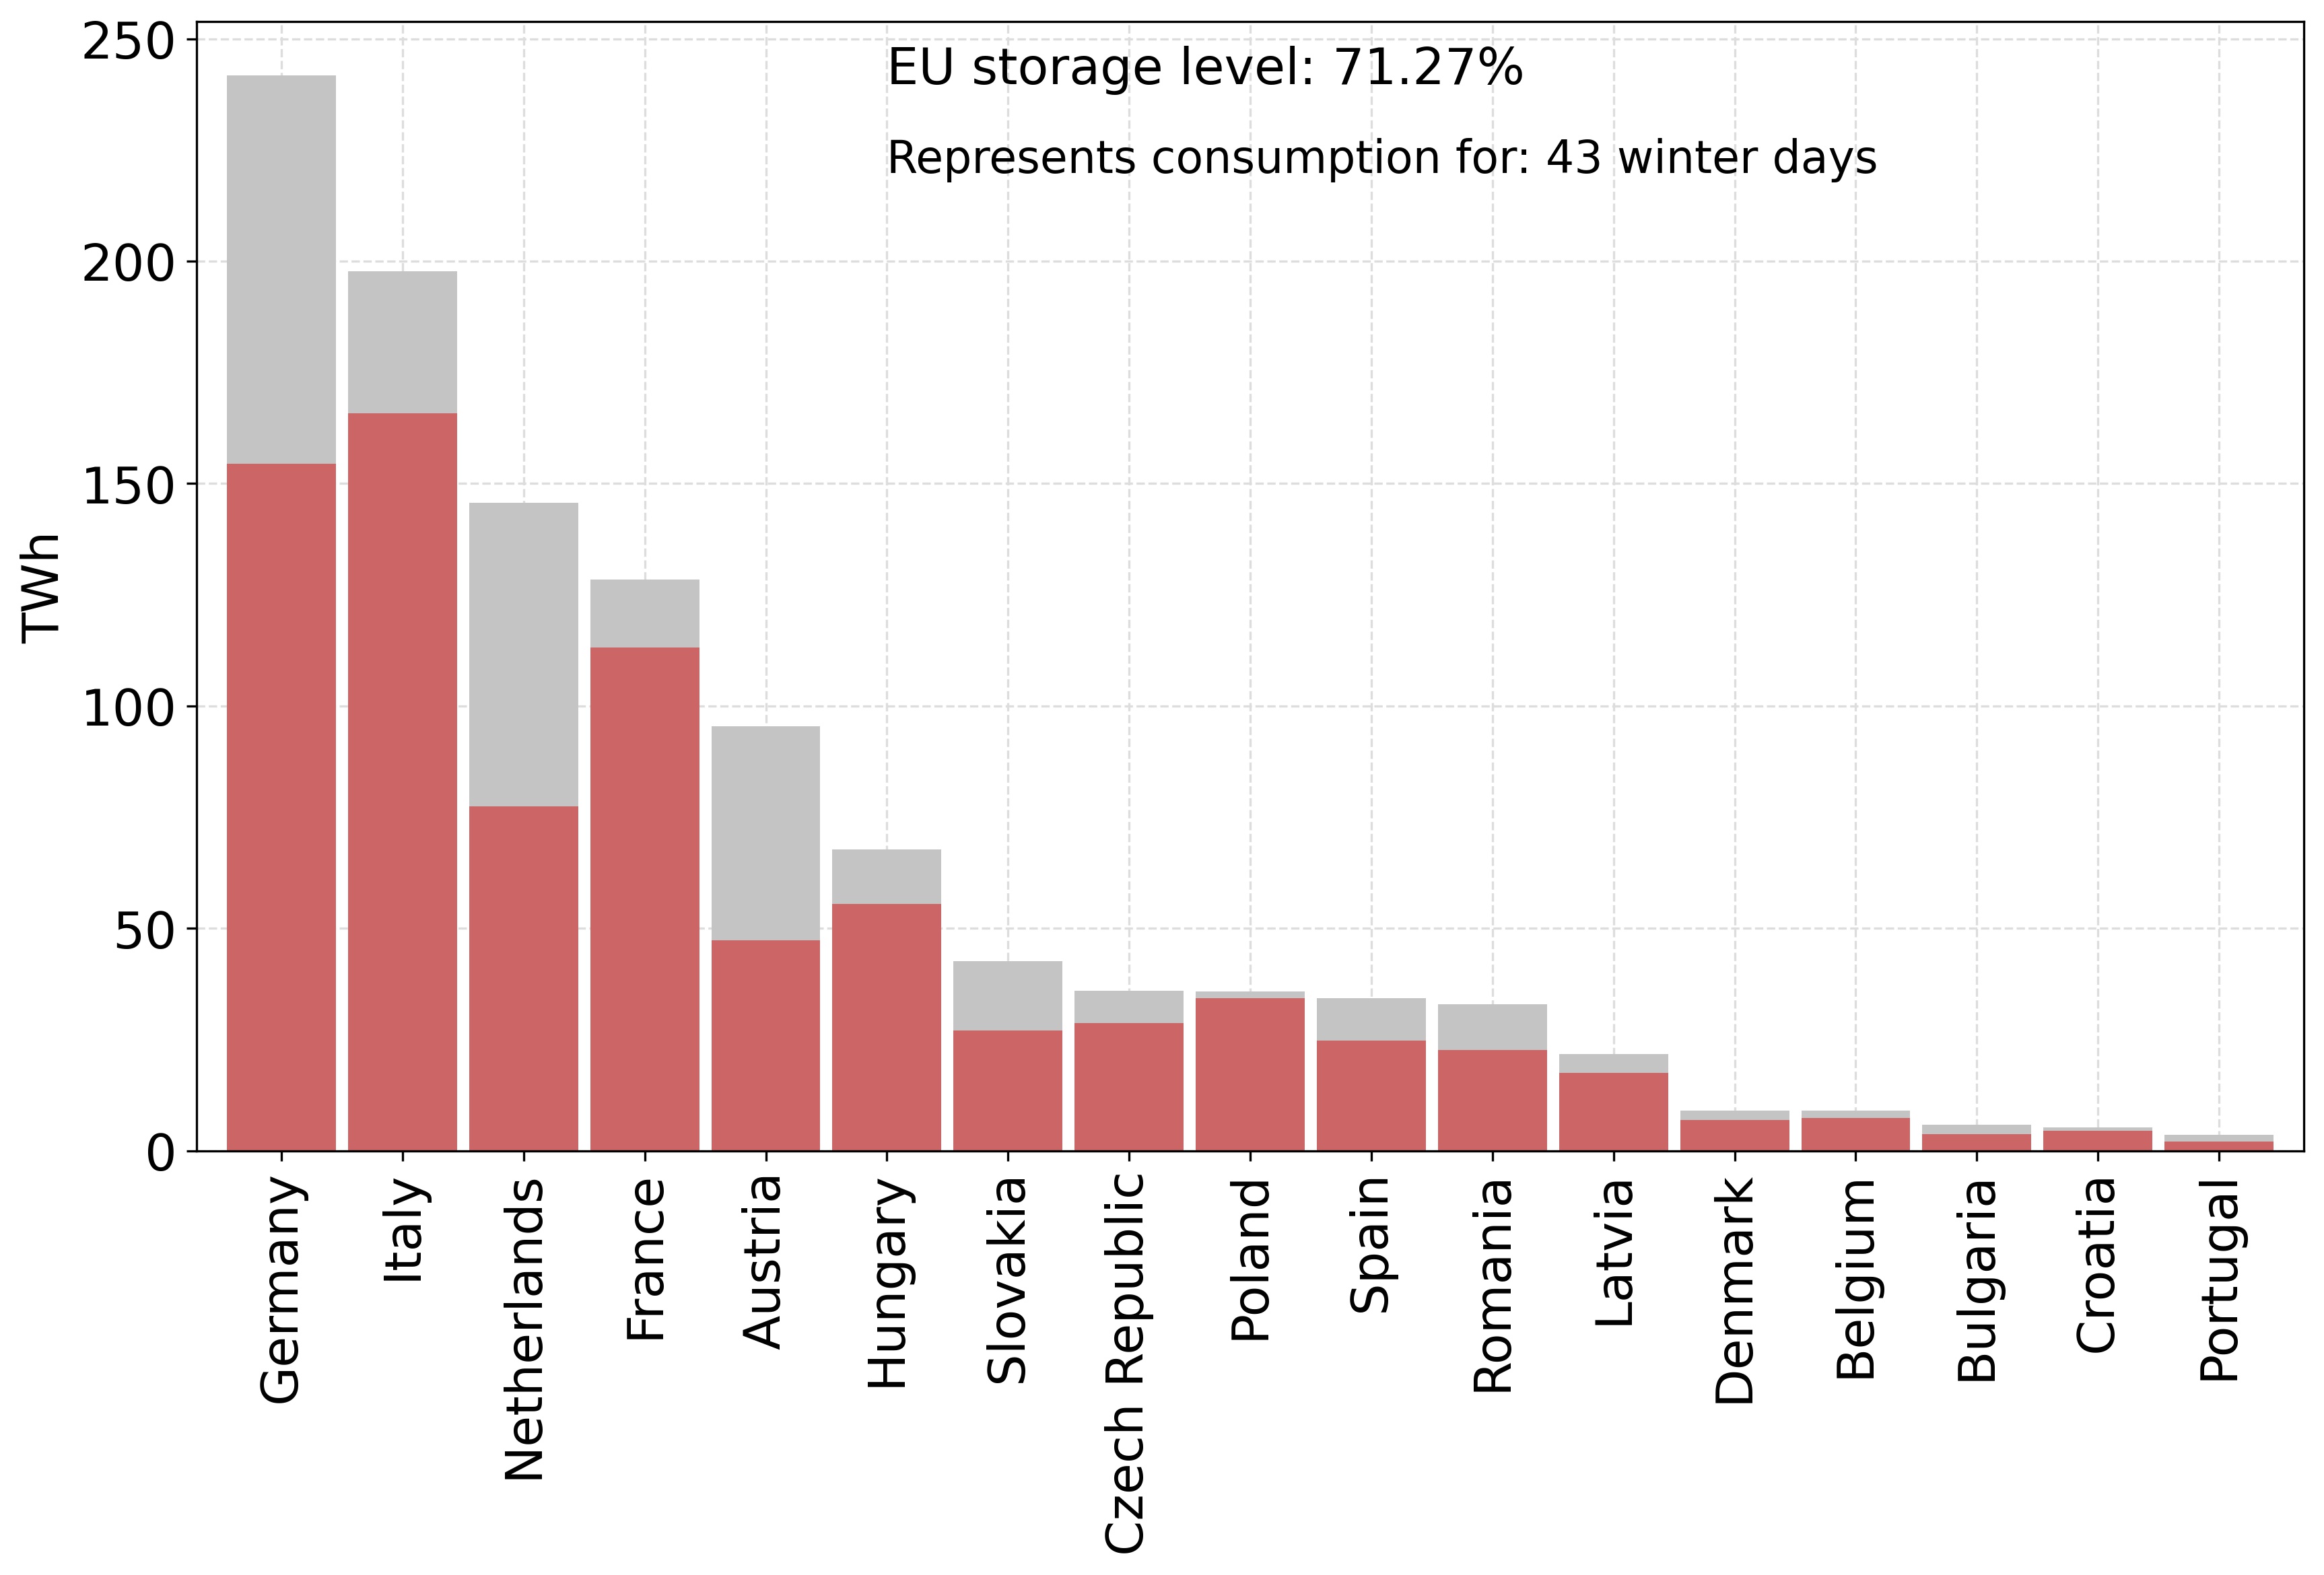 EU storage level: 71.27%
Represents consumption for: 43 winter days
TWh
250
200
150
100
50
0
Germany
Italy
Netherlands
France
Austria
Hungary
Slovakia
Czech Republic
Poland
Spain
Romania
Latvia
Denmark
Belgium
Bulgaria
Croatia
Portugal